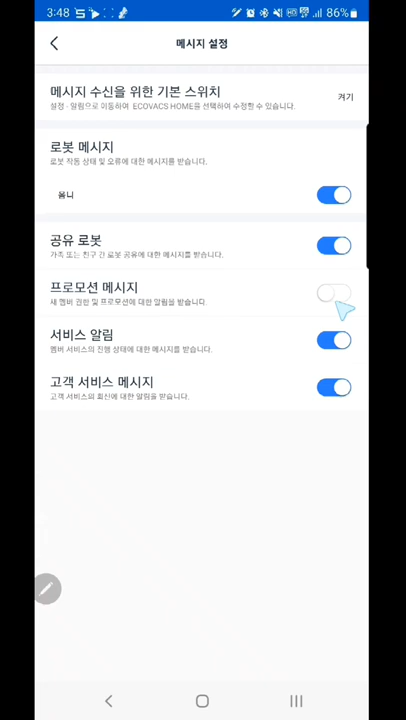 3:48
86%
메시지 설정
메시지 수신을 위한 기본 스위치
설정 - 알림으로 이동하여 ECOVACS HOME을 선택하여 수정할 수 있습니다.
켜기
로봇 메시지
로봇 작동 상태 및 오류에 대한 메시지를 받습니다.
옴니
공유 로봇
가족 또는 친구 간 로봇 공유에 대한 메시지를 받습니다.
프로모션 메시지
새 멤버 권한 및 프로모션에 대한 알림을 받습니다.
서비스 알림
멤버 서비스의 진행 상태에 대한 메시지를 받습니다.
고객 서비스 메시지
고객 서비스의 회신에 대한 알림을 받습니다.